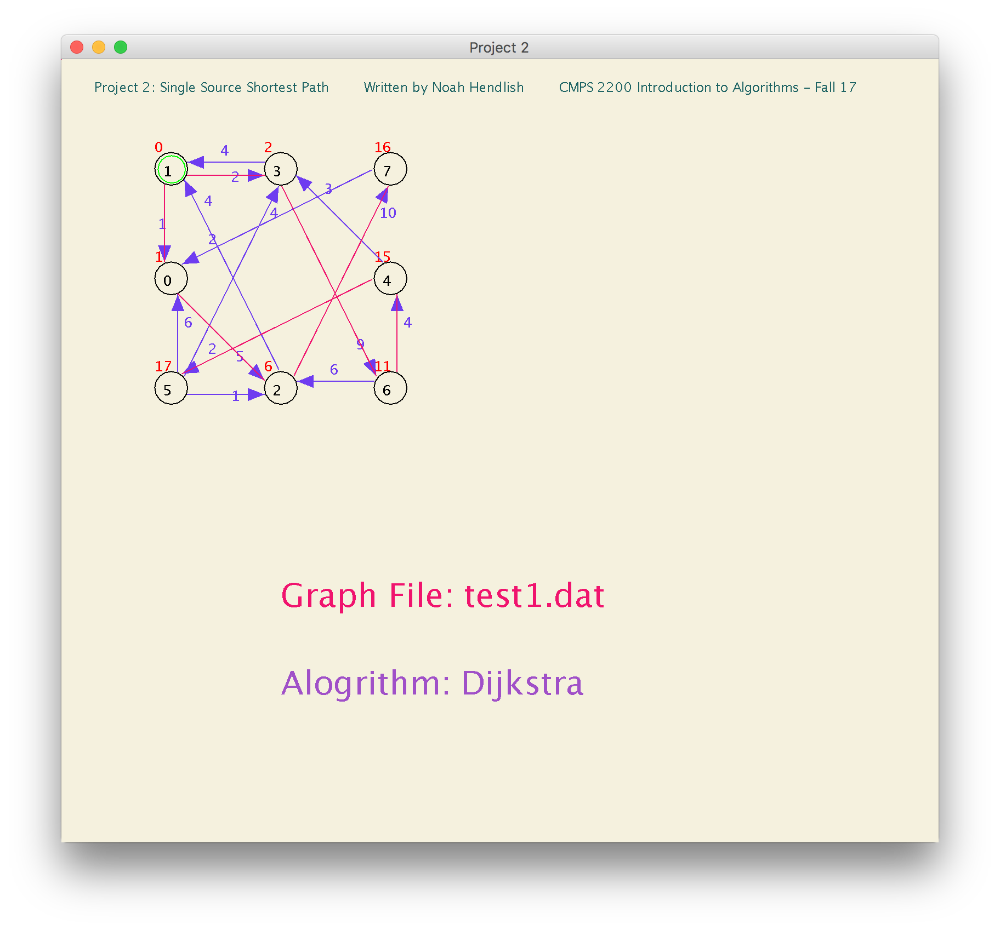 Project 2
Project 2: Single Source Shortest Path Written by Noah Hendlish CMPS 2200 Introduction to Algorithms - Fall 17
0 4 2 16
1 2 3 7
4 3
4 10
1 2
1 15
0 4
6 4
2 5 9
17 6 6 11
5 1 2 6
Graph File: test1.dat
Alogrithm: Dijkstra